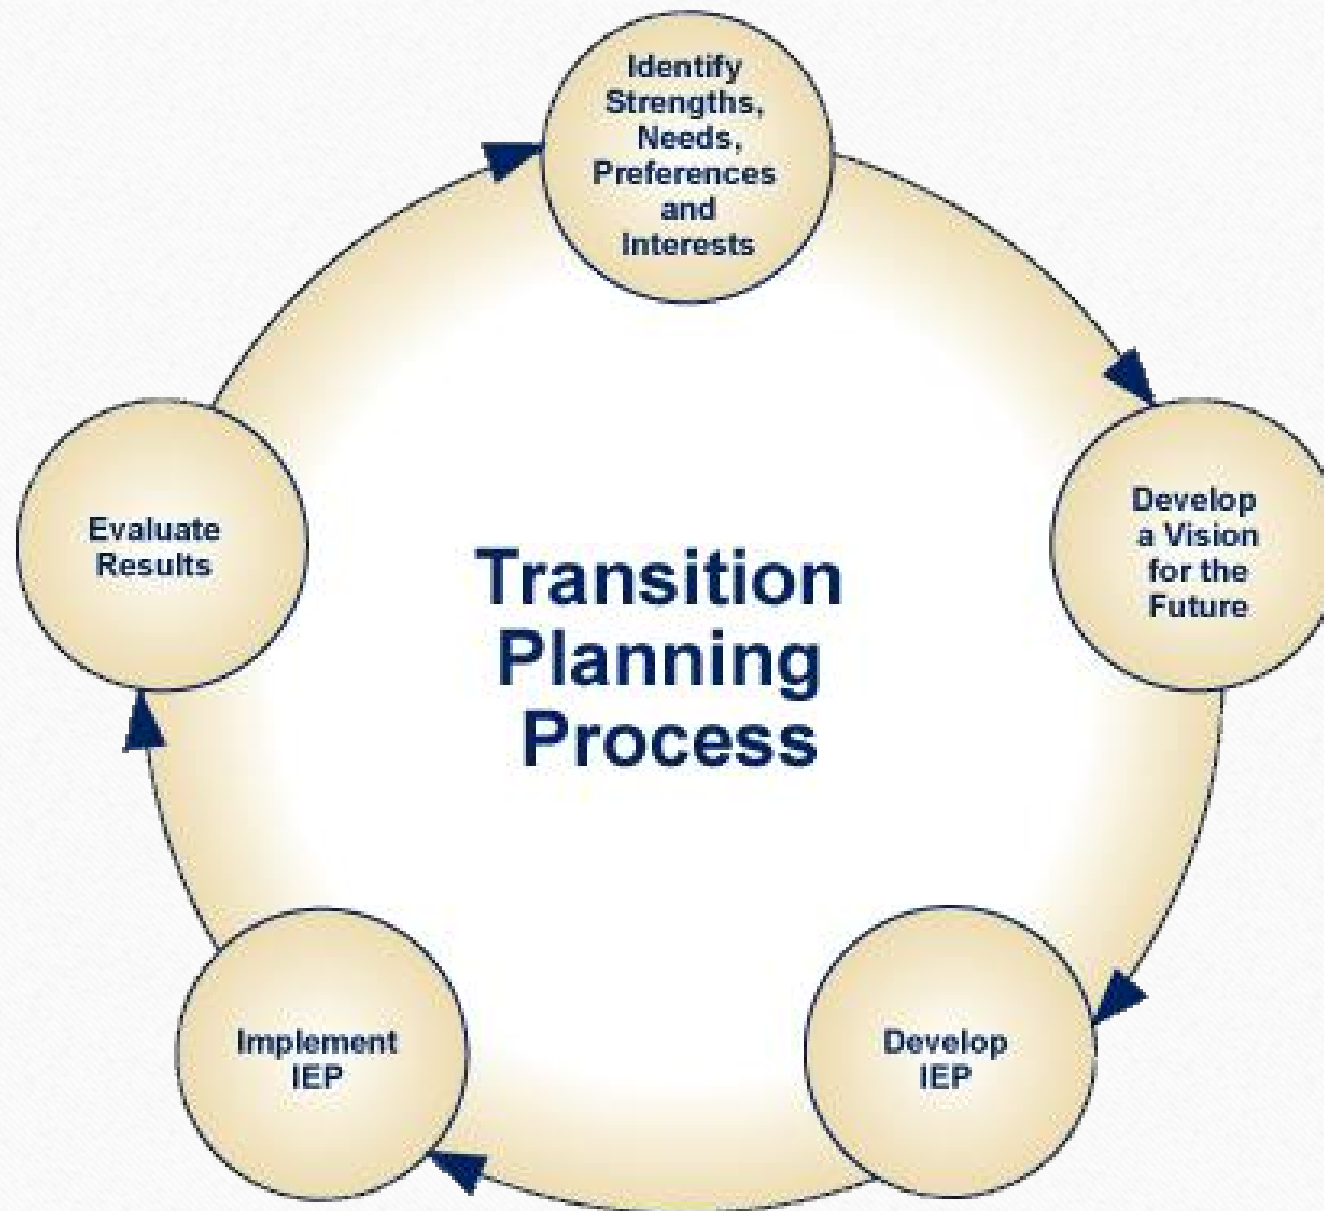 Identify
Strengths,
Needs,
Preferences
and
Interests
Develop
a Vision
for the
Future
Develop
IEP
Implement
IEP
Evaluate
Results
Transition
Planning
Process